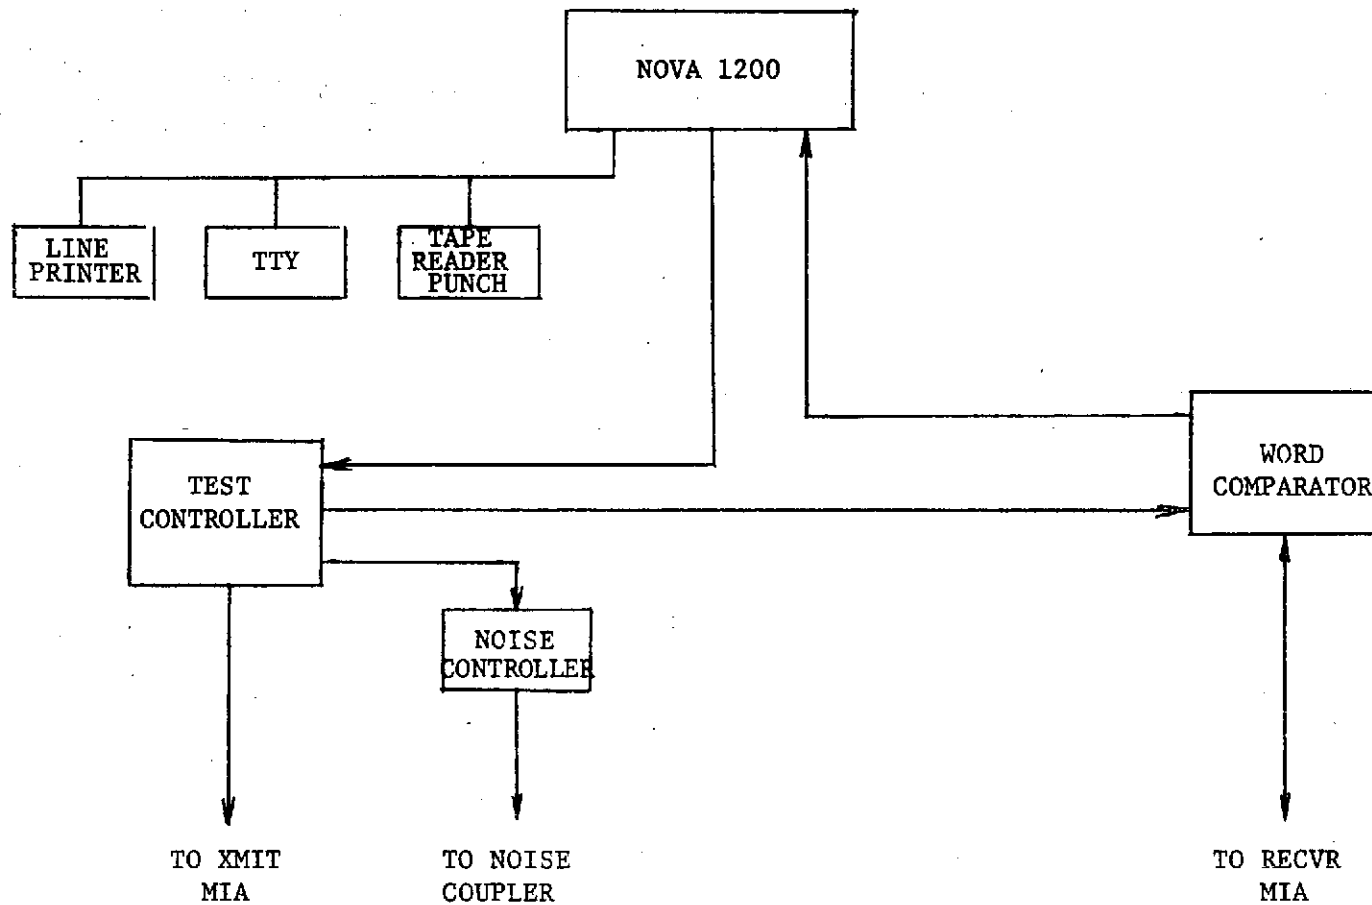 NOVA 1200
LINE
PRINTER
TTY
TAPE
READER
PUNCH
TEST
CONTROLLER
WORD
COMPARATOR
NOISE
CONTROLLER
TO XMIT
MIA
TO NOISE
COUPLER
TO RECVR
MIA